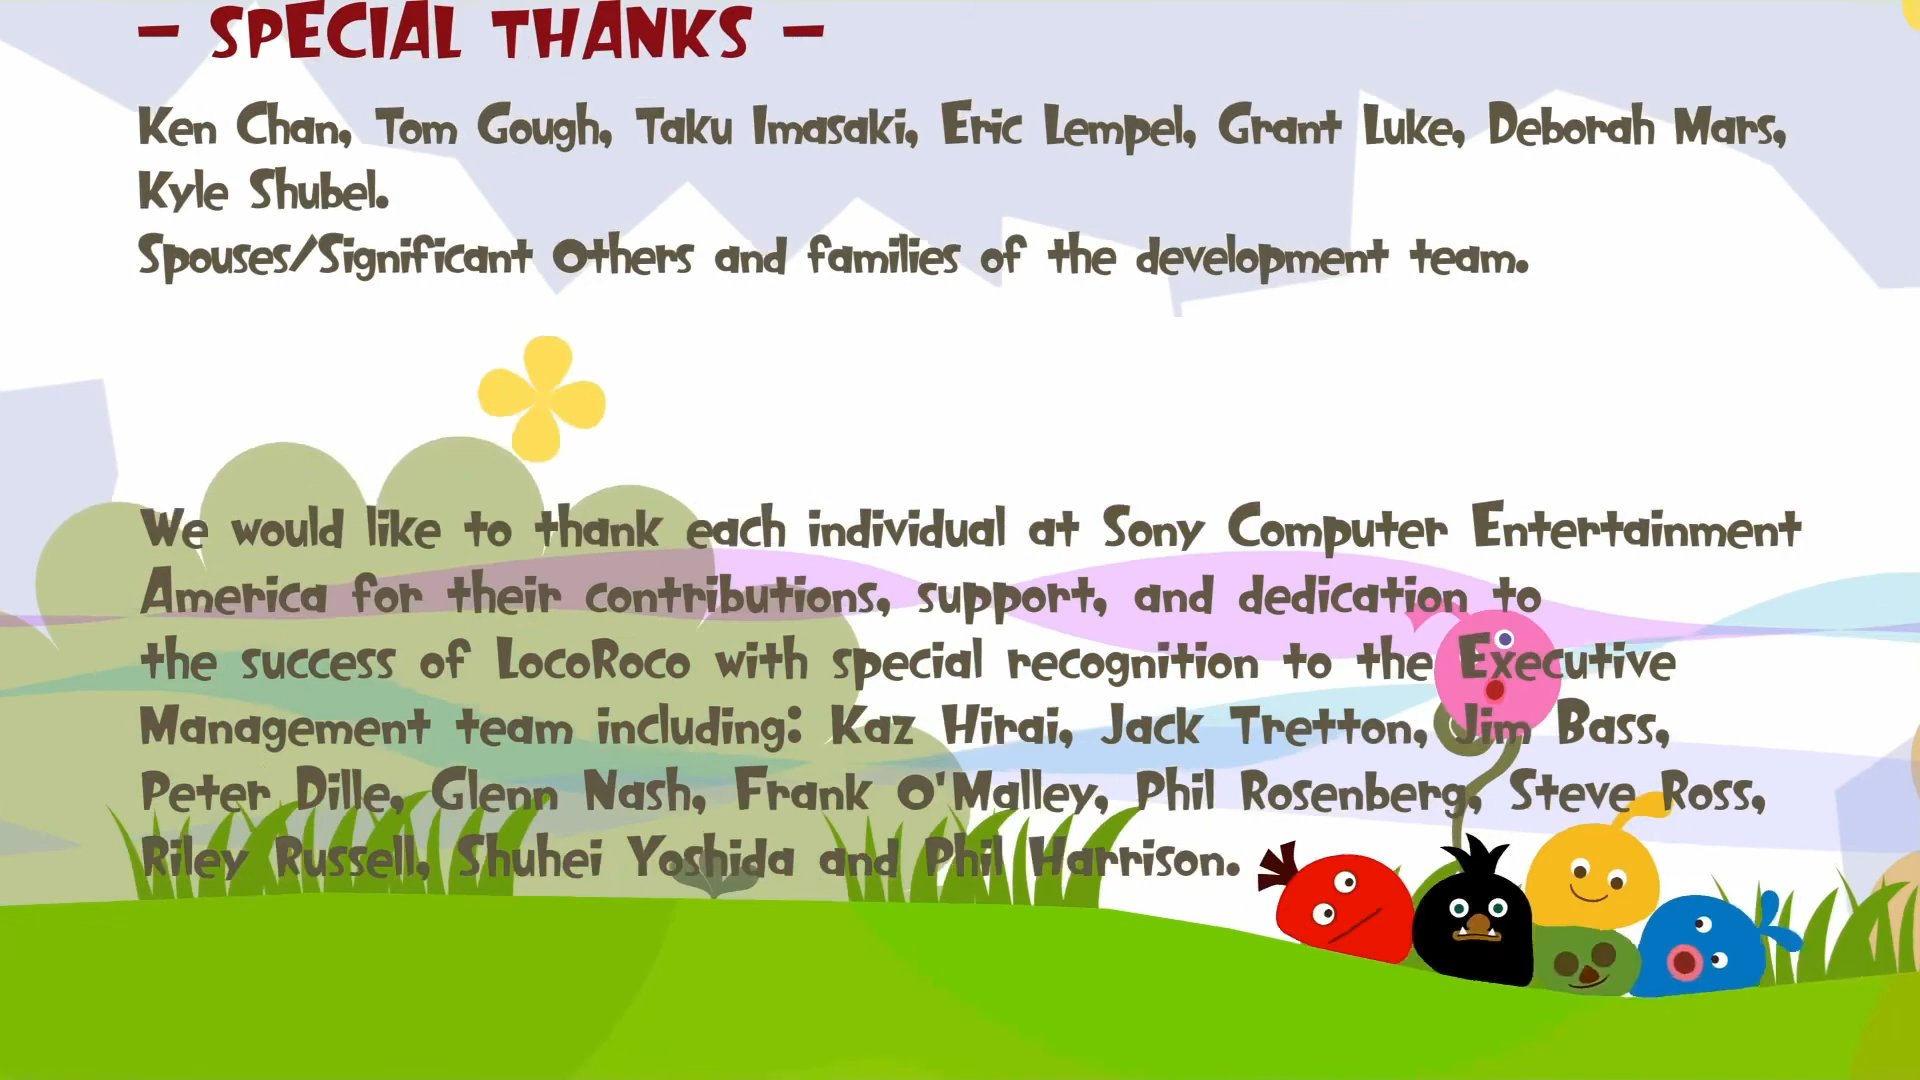 – SPECIAL THANKS –
Ken Chan, Tom Gough, Taku Imasaki, Eric Lempel, Grant Luke, Deborah Mars,
Kyle Shubel.
Spouses/Significant Others and families of the development team.
We would like to thank each individual at Sony Computer Entertainment
America for their contributions, support, and dedication to
the success of LocoRoco with special recognition to the Executive
Management team including: Kaz Hirai, Jack Tretton, Jim Bass,
Peter Dille, Glenn Nash, Frank O'Malley, Phil Rosenberg, Steve Ross,
Riley Russell, Shuhei Yoshida and Phil Harrison.